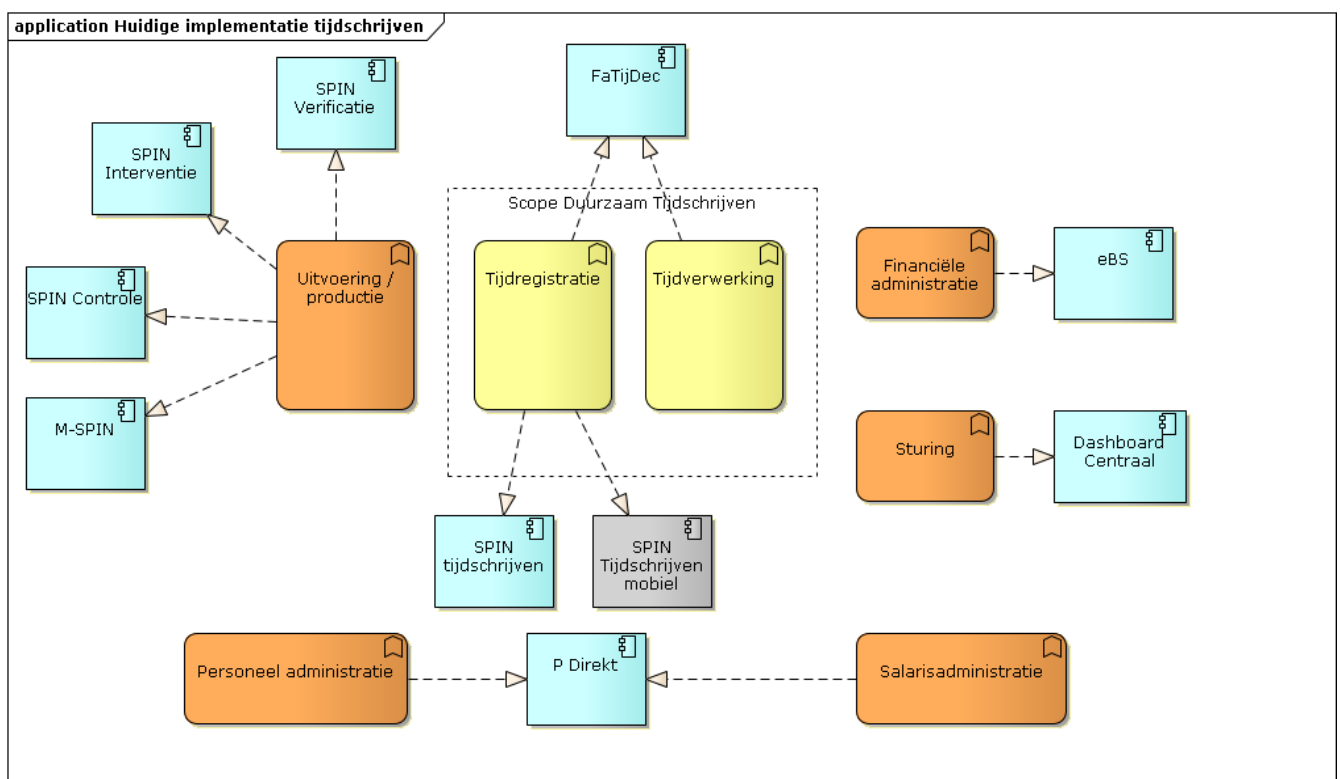 application Huidige implementatie tijdschrijven
SPIN
Verificatie
FaTijDec
SPIN
Interventie
Scope Duurzaam Tijdschrijven
Uitvoering /
productie
Tijdregistratie
Tijdverwerking
Financiële
administratie
eBS
SPIN Controle
M-SPIN
Sturing
Dashboard
Centraal
SPIN
tijdschrijven
SPIN
Tijdschrijven
mobiel
Personeel administratie
P Direkt
Salarisadministratie